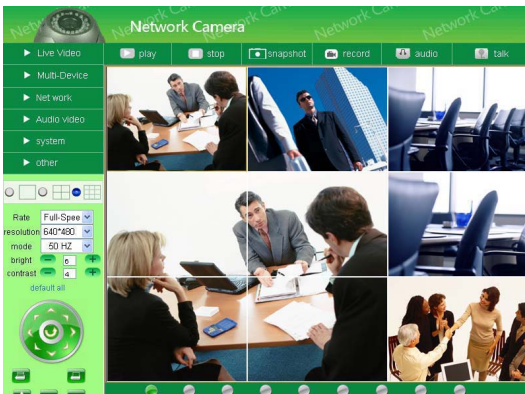 Network Camera
Live Video
play
stop
snapshot
record
audio
talk
Multi-Device
Net work
Audio video
system
other
Rate Full-Spee
resolution 640*480
mode 50 HZ
bright 6
contrast 4
default all